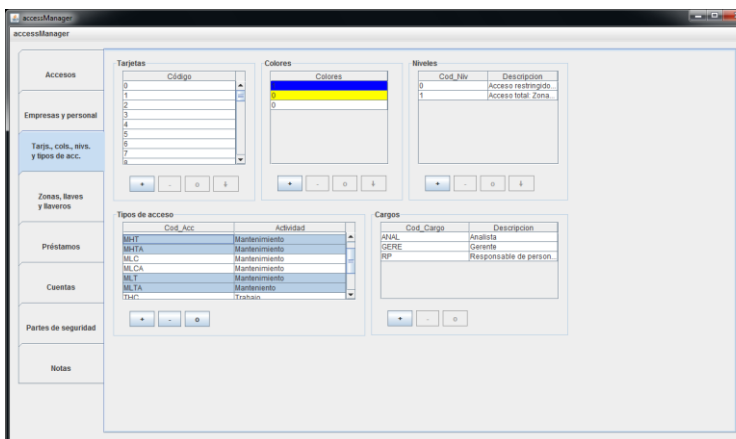 accessManager
accessManager
Accesos
Empresas y personal
Tarjs., cols., nivs.
y tipos de acc.
Zonas, llaves
y llaveros
Préstamos
Cuentas
Partes de seguridad
Notas
Tarjetas
Código
0
1
2
3
4
5
6
7
8
+ - o
Colores
Colores
0
0
+ - o
Niveles
Cod_Niv Descripcion
0 Acceso restringido...
1 Acceso total: Zona...
+ - o
Tipos de acceso
Cod_Acc Actividad
MHT Mantenimiento
MHTA Mantenimiento
MLC Mantenimiento
MLCA Mantenimiento
MLT Mantenimiento
MLTA Manteniento
THC Trabajo
+ - o
Cargos
Cod_Cargo Descripcion
ANAL Analista
GERE Gerente
RP Responsable de person...
+ - o